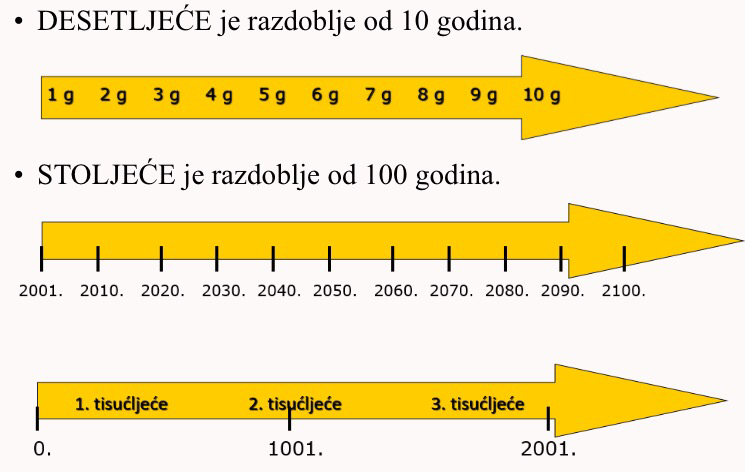 • DESETLJEĆE je razdoblje od 10 godina.
1 g 2 g 3 g 4 g 5 g 6 g 7 g 8 g 9 g 10 g
• STOLJEĆE je razdoblje od 100 godina.
2001. 2010. 2020. 2030. 2040. 2050. 2060. 2070. 2080. 2090. 2100.
1. tisućljeće 2. tisućljeće 3. tisućljeće
0. 1001. 2001.